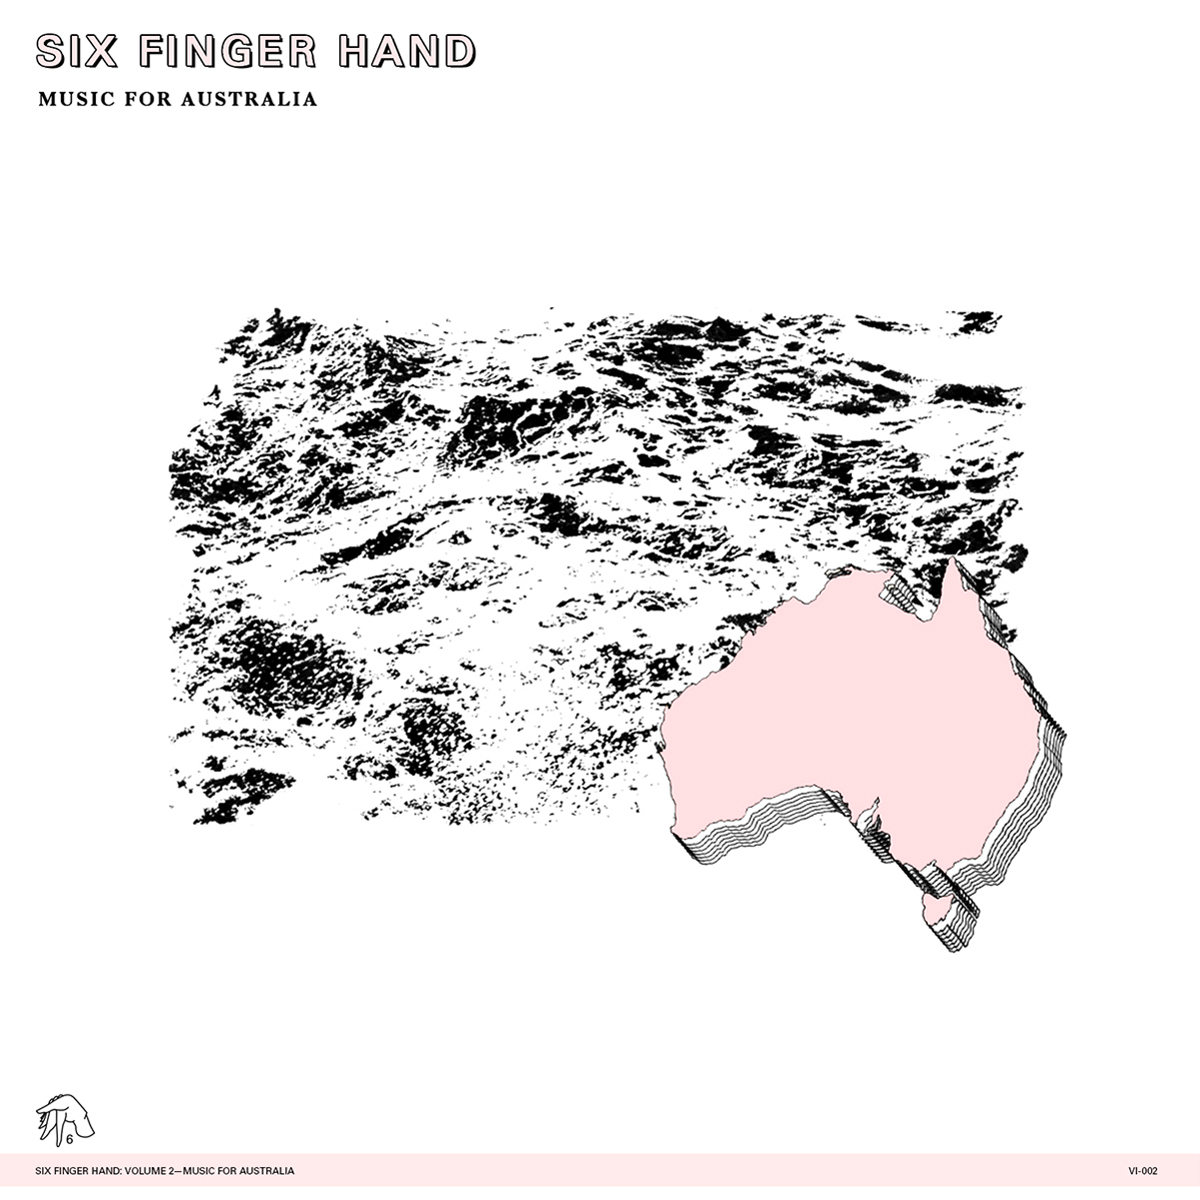 SIX FINGER HAND
MUSIC FOR AUSTRALIA
6
SIX FINGER HAND: VOLUME 2—MUSIC FOR AUSTRALIA
VI-002